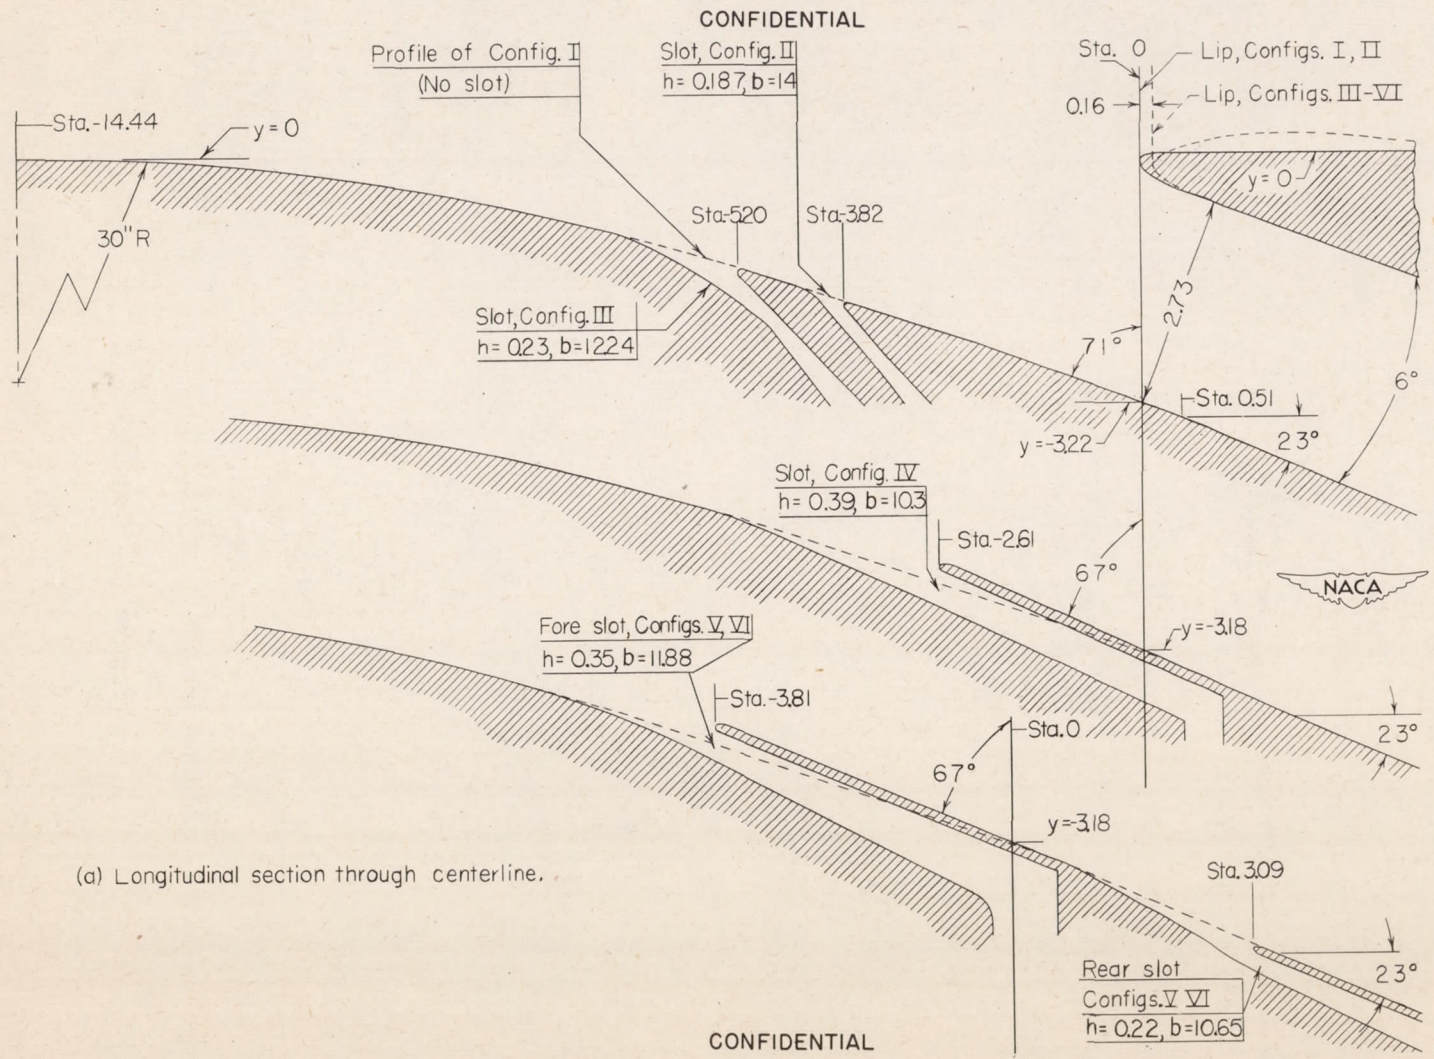 CONFIDENTIAL
Profile of Config. I
(No slot)
Slot, Config. II
h= 0.187, b=14
Sta. 0
Lip, Configs. I, II
0.16
Lip, Configs. III-VI
Sta.-14.44
y=0
y=0
30"R
Sta.-5.20
Sta.-3.82
2.73
Slot, Config. III
h= 0.23, b=12.24
71°
6°
Sta. 0.51
23°
y=-3.22
Slot, Config. IV
h= 0.39, b=10.3
Sta.-2.61
67°
NACA
Fore slot, Configs. V, VI
h= 0.35, b=11.88
y=-3.18
Sta.-3.81
Sta.0
23°
67°
y=-3.18
(a) Longitudinal section through centerline.
Sta. 3.09
23°
Rear slot
Configs. V VI
h= 0.22, b=10.65
CONFIDENTIAL